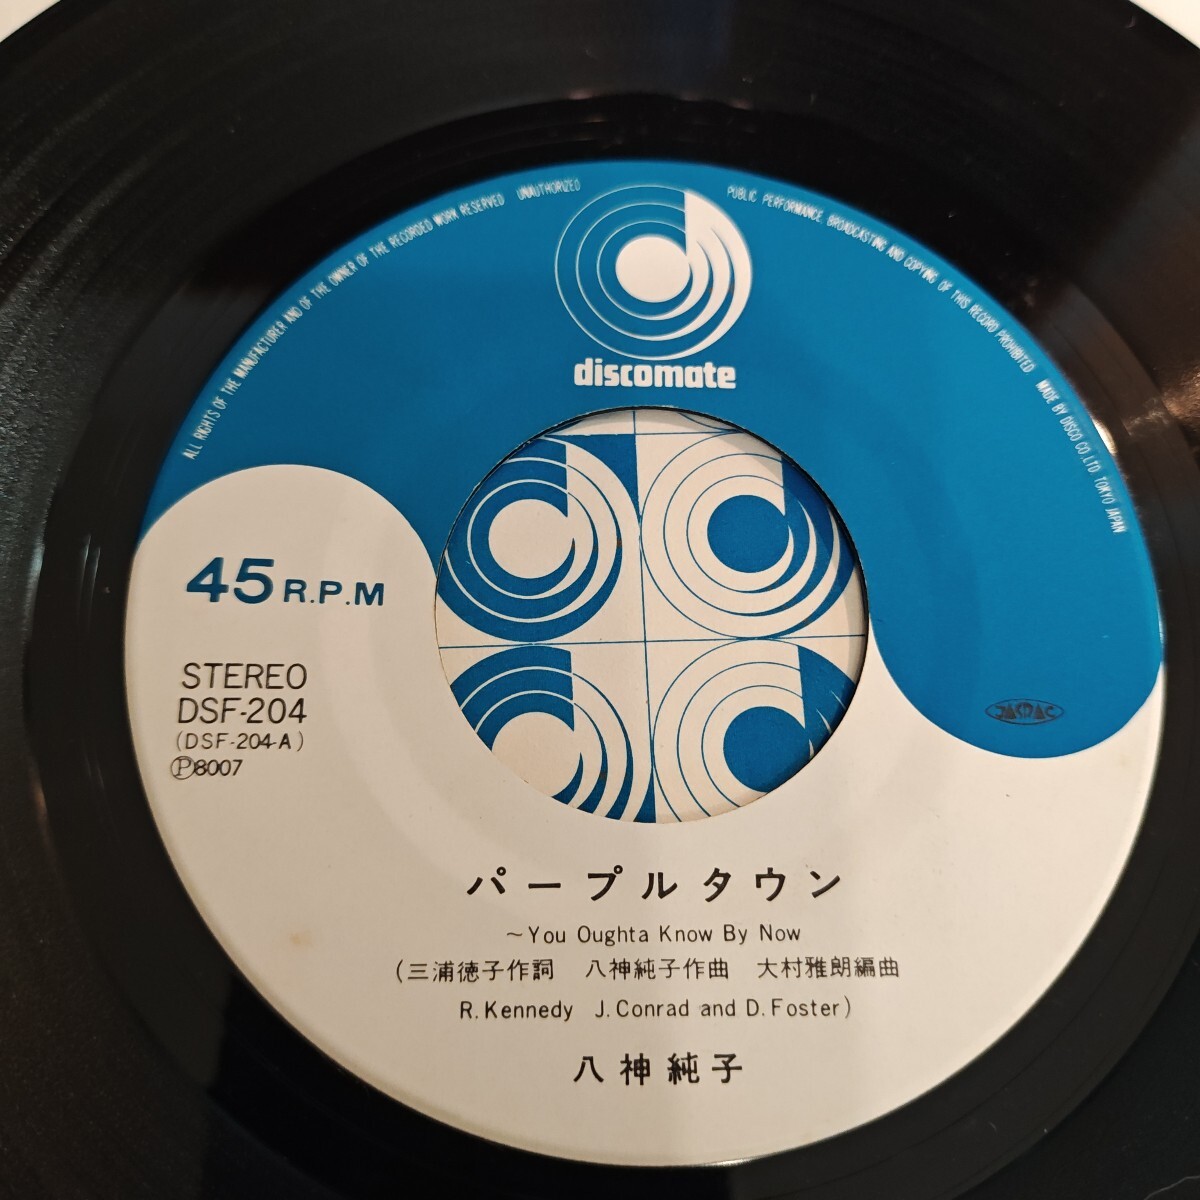 ALL RIGHTS OF THE MANUFACTURER AND OF THE OWNER OF THE RECORDED WORK RESERVED UNAUTHORIZED PUBLIC PERFORMANCE BROADCASTING AND COPYING OF THIS RECORD PROHIBITED MADE BY DISCO CO.,LTD TOKYO JAPAN
discomate
45 R.P.M
STEREO
DSF-204
(DSF-204-A)
Ⓟ8007
JASRAC
パープルタウン
～You Oughta Know By Now
(三浦徳子作詞 八神純子作曲 大村雅朗編曲
R. Kennedy J. Conrad and D. Foster)
八神純子